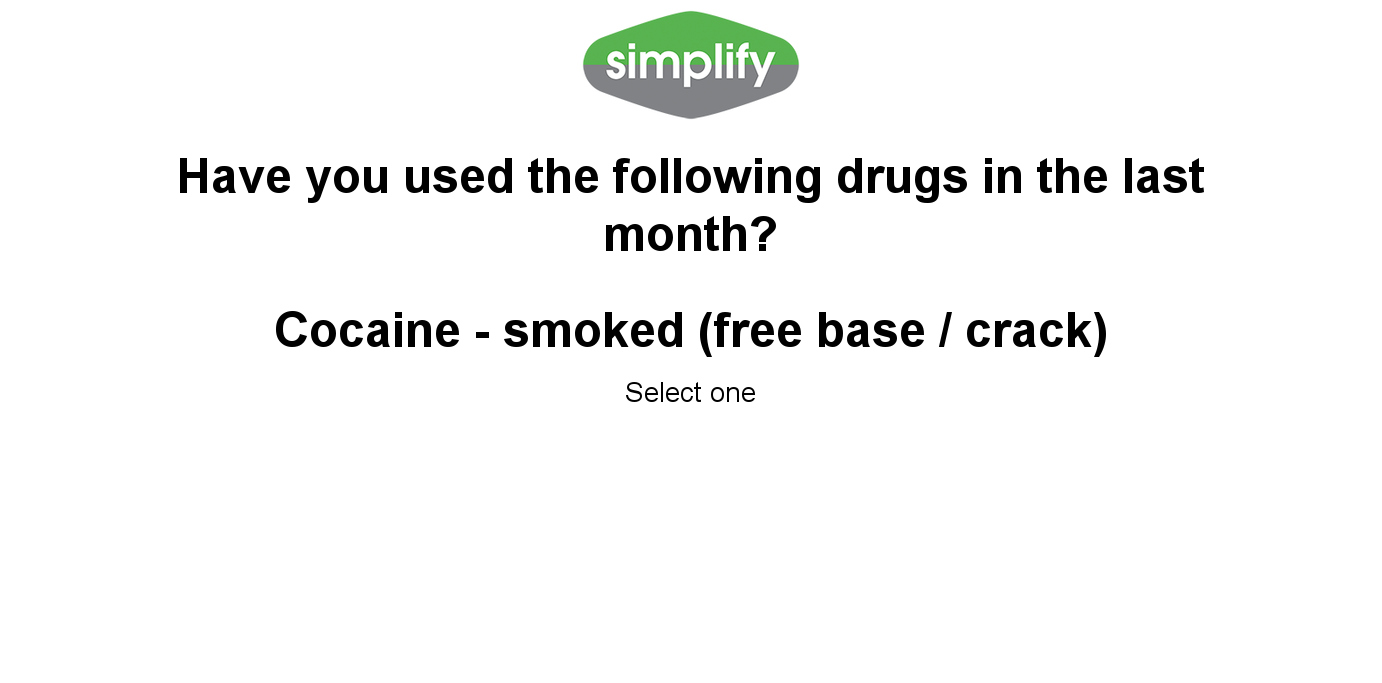 simplify
Have you used the following drugs in the last
month?
Cocaine - smoked (free base / crack)
Select one